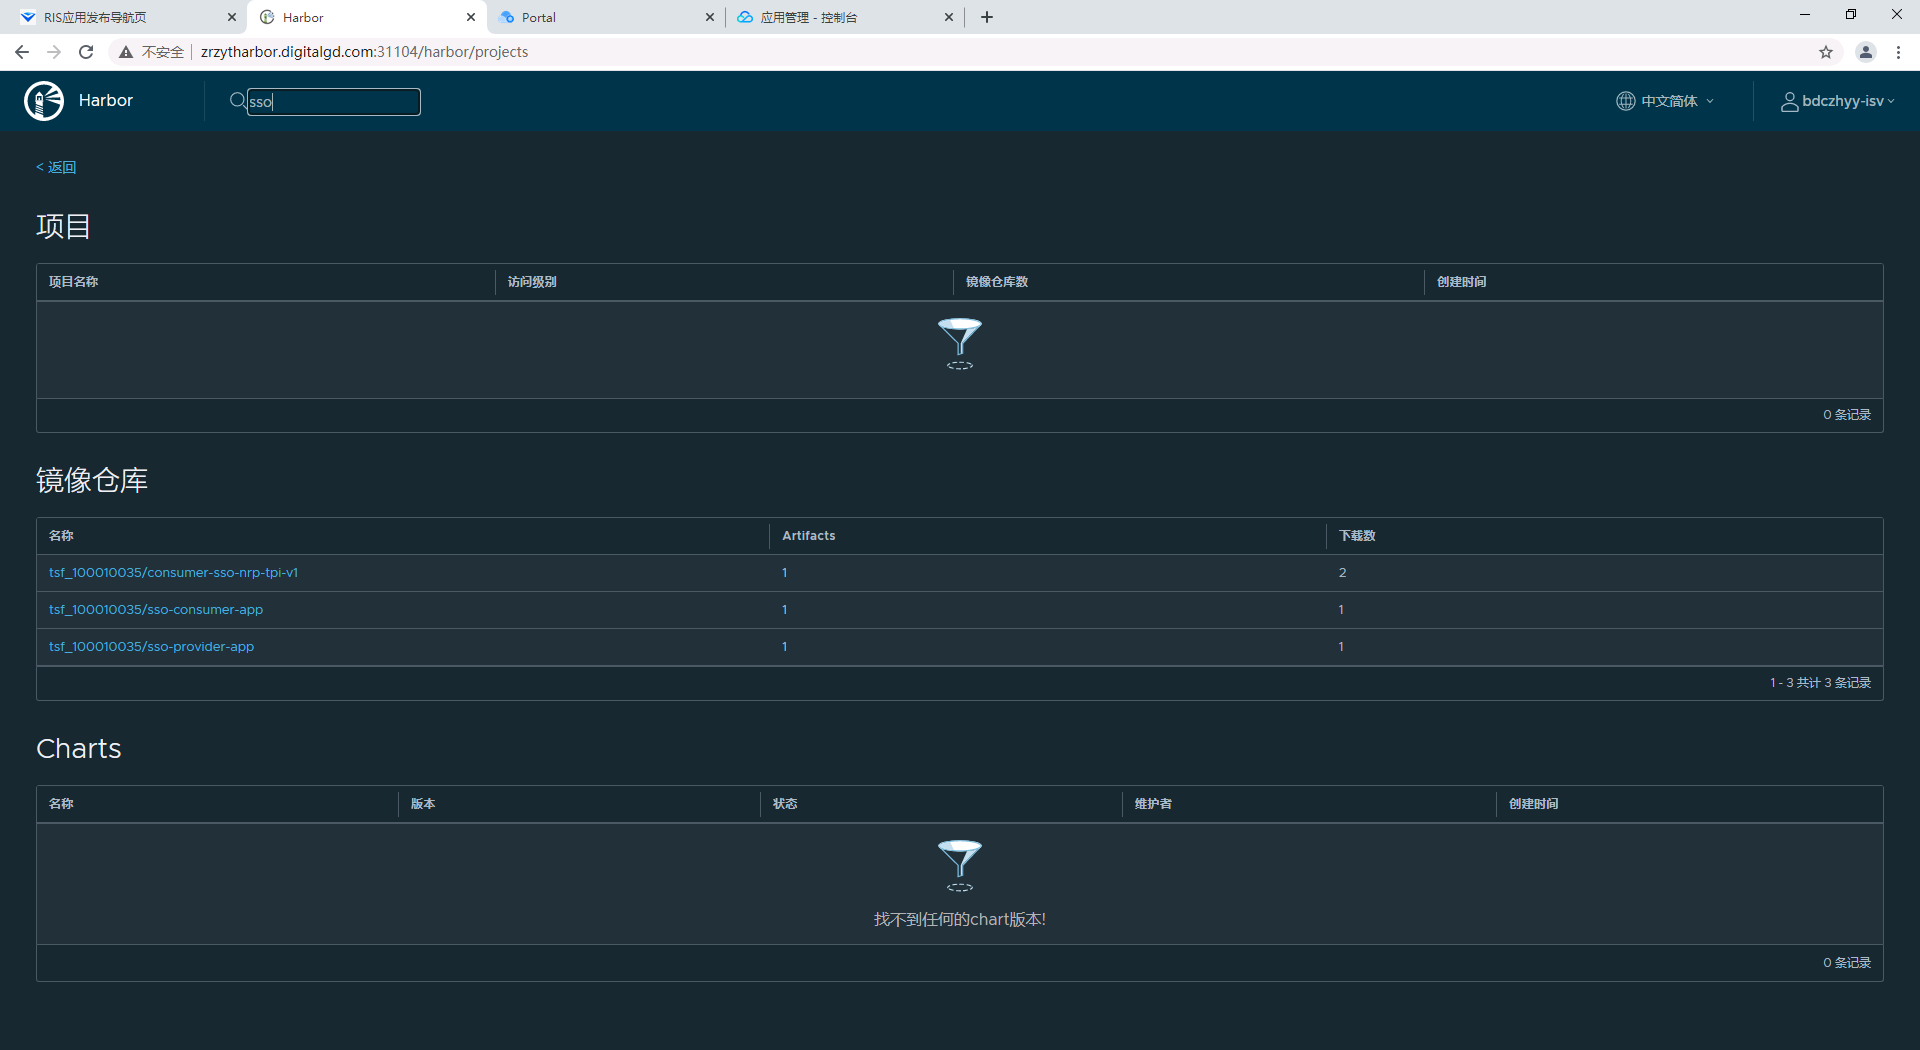 RIS应用发布导航页
Harbor
Portal
应用管理 - 控制台
不安全
zrzytharbor.digitalgd.com:31104/harbor/projects
Harbor
sso
中文简体
bdczhyy-isv
< 返回
项目
项目名称 访问级别 镜像仓库数 创建时间
0 条记录
镜像仓库
名称 Artifacts 下载数
tsf_100010035/consumer-sso-nrp-tpi-v1 1 2
tsf_100010035/sso-consumer-app 1 1
tsf_100010035/sso-provider-app 1 1
1 - 3 共计 3 条记录
Charts
名称 版本 状态 维护者 创建时间
找不到任何的chart版本!
0 条记录